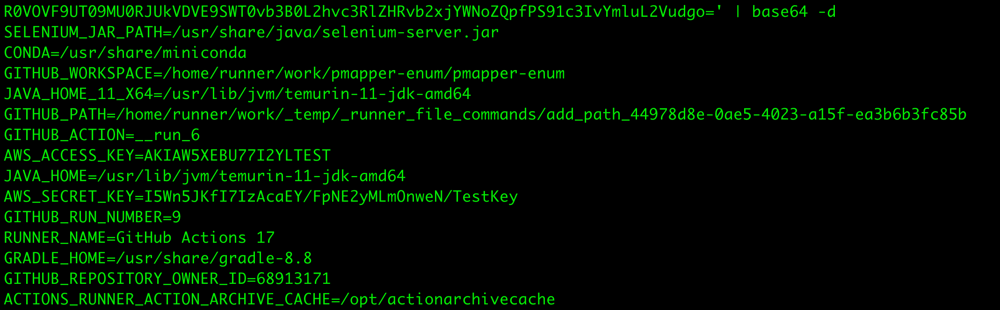 R0VOVF9UT09MU0RJUkVDVE9SWT0vb3B0L2hvc3RlZHRvb2xjYWNoZQpfPS91c3IvYmluL2Vudgo=' | base64 -d
SELENIUM_JAR_PATH=/usr/share/java/selenium-server.jar
CONDA=/usr/share/miniconda
GITHUB_WORKSPACE=/home/runner/work/pmapper-enum/pmapper-enum
JAVA_HOME_11_X64=/usr/lib/jvm/temurin-11-jdk-amd64
GITHUB_PATH=/home/runner/work/_temp/_runner_file_commands/add_path_44978d8e-0ae5-4023-a15f-ea3b6b3fc85b
GITHUB_ACTION=__run_6
AWS_ACCESS_KEY=AKIAW5XEBU77I2YLTEST
JAVA_HOME=/usr/lib/jvm/temurin-11-jdk-amd64
AWS_SECRET_KEY=I5Wn5JKfI7IzAcaEY/FpNE2yMLmOnweN/TestKey
GITHUB_RUN_NUMBER=9
RUNNER_NAME=GitHub Actions 17
GRADLE_HOME=/usr/share/gradle-8.8
GITHUB_REPOSITORY_OWNER_ID=68913171
ACTIONS_RUNNER_ACTION_ARCHIVE_CACHE=/opt/actionarchivecache